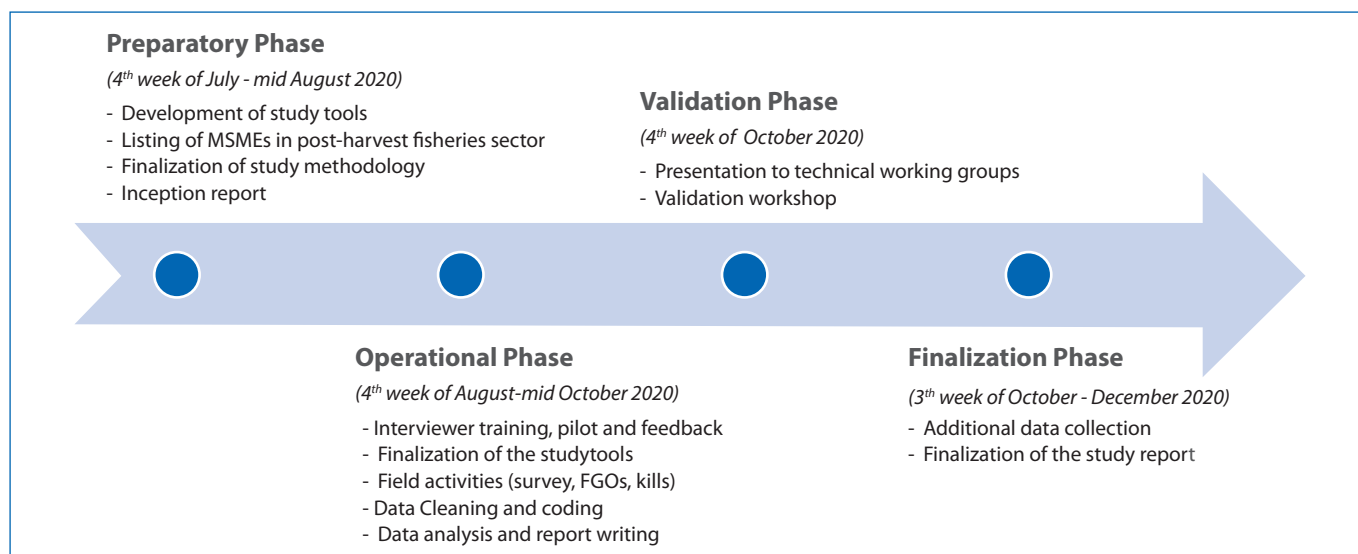 Preparatory Phase
(4th week of July - mid August 2020)
- Development of study tools
- Listing of MSMEs in post-harvest fisheries sector
- Finalization of study methodology
- Inception report
Validation Phase
(4th week of October 2020)
- Presentation to technical working groups
- Validation workshop
Operational Phase
(4th week of August-mid October 2020)
- Interviewer training, pilot and feedback
- Finalization of the studytools
- Field activities (survey, FGOs, kills)
- Data Cleaning and coding
- Data analysis and report writing
Finalization Phase
(3th week of October - December 2020)
- Additional data collection
- Finalization of the study report